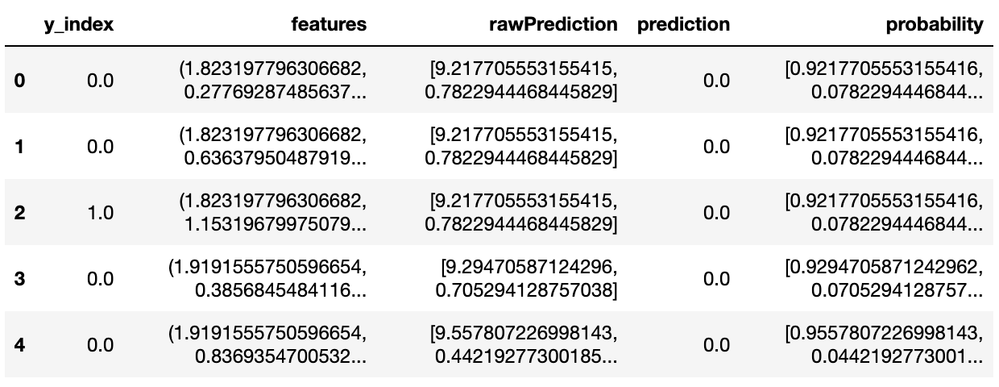 y_index features rawPrediction prediction probability
0 0.0 (1.823197796306682, 0.27769287485637... [9.217705553155415, 0.7822944468445829] 0.0 [0.9217705553155416, 0.0782294446844...
1 0.0 (1.823197796306682, 0.63637950487919... [9.217705553155415, 0.7822944468445829] 0.0 [0.9217705553155416, 0.0782294446844...
2 1.0 (1.823197796306682, 1.15319679975079... [9.217705553155415, 0.7822944468445829] 0.0 [0.9217705553155416, 0.0782294446844...
3 0.0 (1.9191555750596654, 0.3856845484116... [9.29470587124296, 0.705294128757038] 0.0 [0.9294705871242962, 0.0705294128757...
4 0.0 (1.9191555750596654, 0.8369354700532... [9.557807226998143, 0.44219277300185... 0.0 [0.9557807226998143, 0.0442192773001...